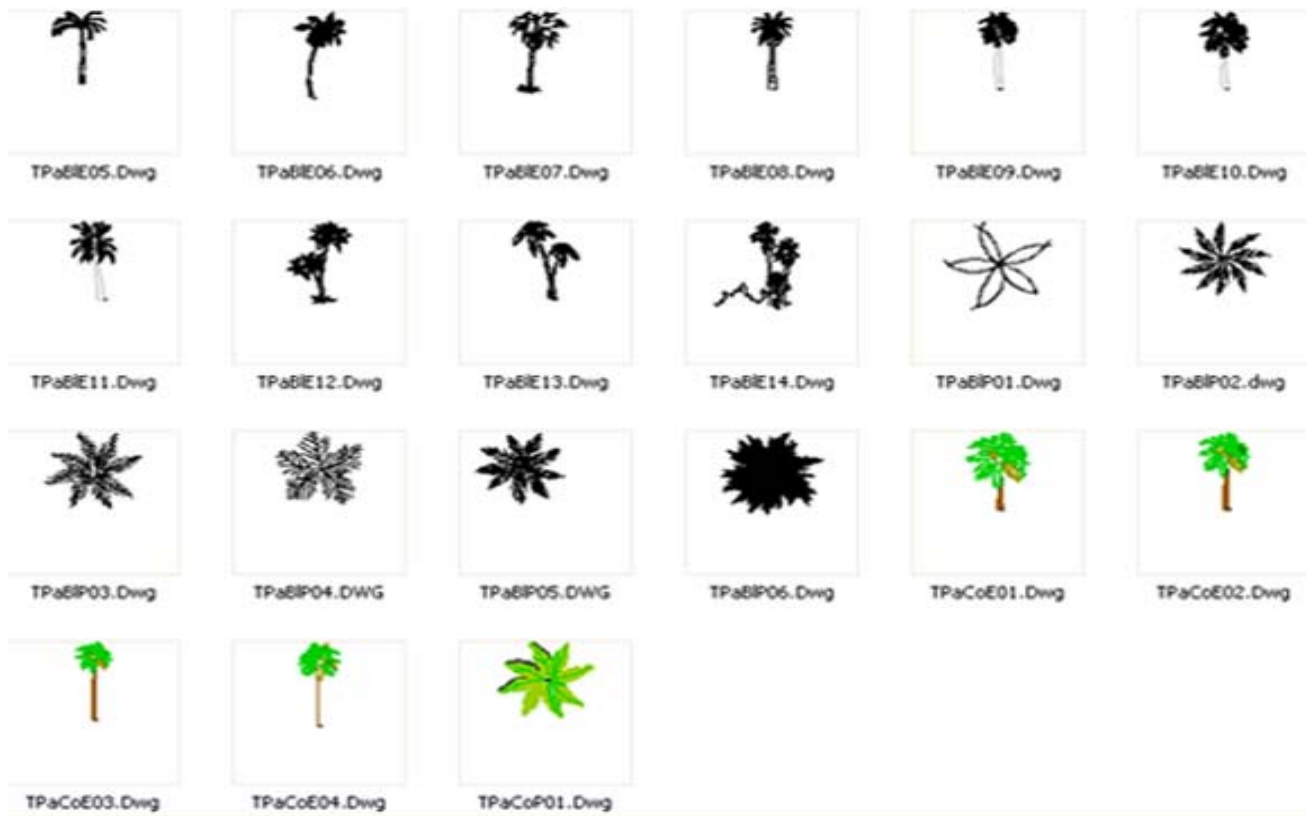 TPaBlE05.Dwg TPaBlE06.Dwg TPaBlE07.Dwg TPaBlE08.Dwg TPaBlE09.Dwg TPaBlE10.Dwg
TPaBlE11.Dwg TPaBlE12.Dwg TPaBlE13.Dwg TPaBlE14.Dwg TPaBlP01.Dwg TPaBlP02.dwg
TPaBlP03.Dwg TPaBlP04.DWG TPaBlP05.DWG TPaBlP06.Dwg TPaCoE01.Dwg TPaCoE02.Dwg
TPaCoE03.Dwg TPaCoE04.Dwg TPaCoP01.Dwg